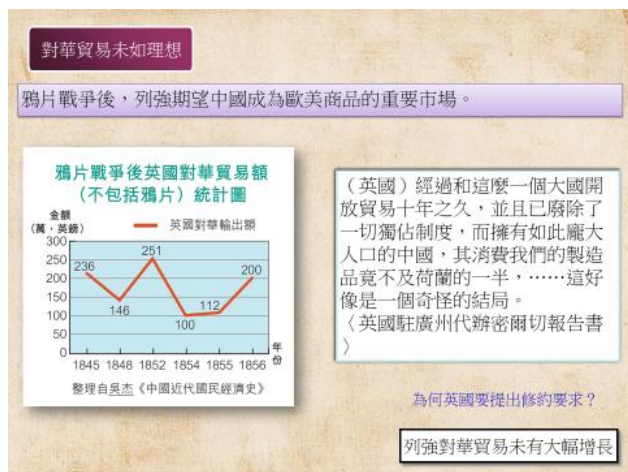 對華貿易未如理想
鴉片戰爭後，列強期望中國成為歐美商品的重要市場。
鴉片戰爭後英國對華貿易額
（不包括鴉片）統計圖
金額
（萬，英鎊）
英國對華輸出額
300
250
200
150
100
50
0
236
146
251
100
112
200
1845 1848 1852 1854 1855 1856
年份
整理自吳杰《中國近代國民經濟史》
（英國）經過和這麼一個大國開
放貿易十年之久，並且已廢除了
一切獨佔制度，而擁有如此龐大
人口的中國，其消費我們的製造
品竟不及荷蘭的一半，……這好
像是一個奇怪的結局。
〈英國駐廣州代辦密爾切報告書
〉
為何英國要提出修約要求？
列強對華貿易未有大幅增長